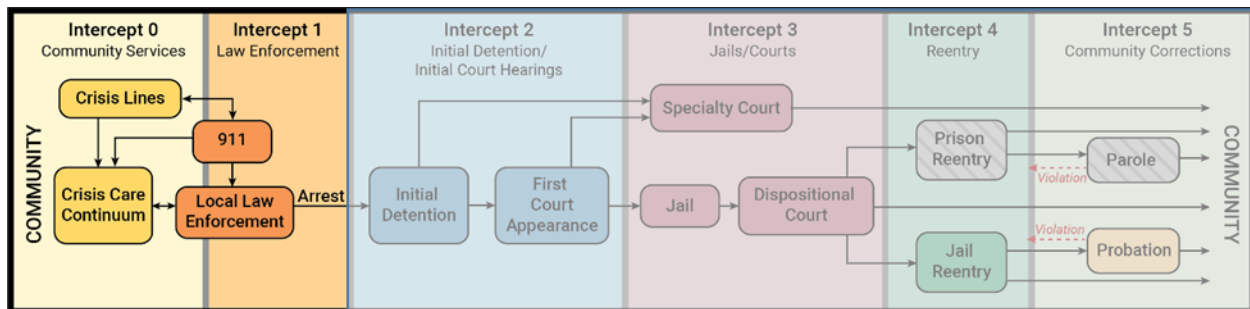 Intercept 0
Community Services
Intercept 1
Law Enforcement
Intercept 2
Initial Detention/
Initial Court Hearings
Intercept 3
Jails/Courts
Intercept 4
Reentry
Intercept 5
Community Corrections
COMMUNITY
Crisis Lines
911
Crisis Care
Continuum
Local Law
Enforcement
Arrest
Initial
Detention
First
Court
Appearance
Specialty Court
Jail
Dispositional
Court
Prison
Reentry
Parole
Violation
Jail
Reentry
Violation
Probation
COMMUNITY